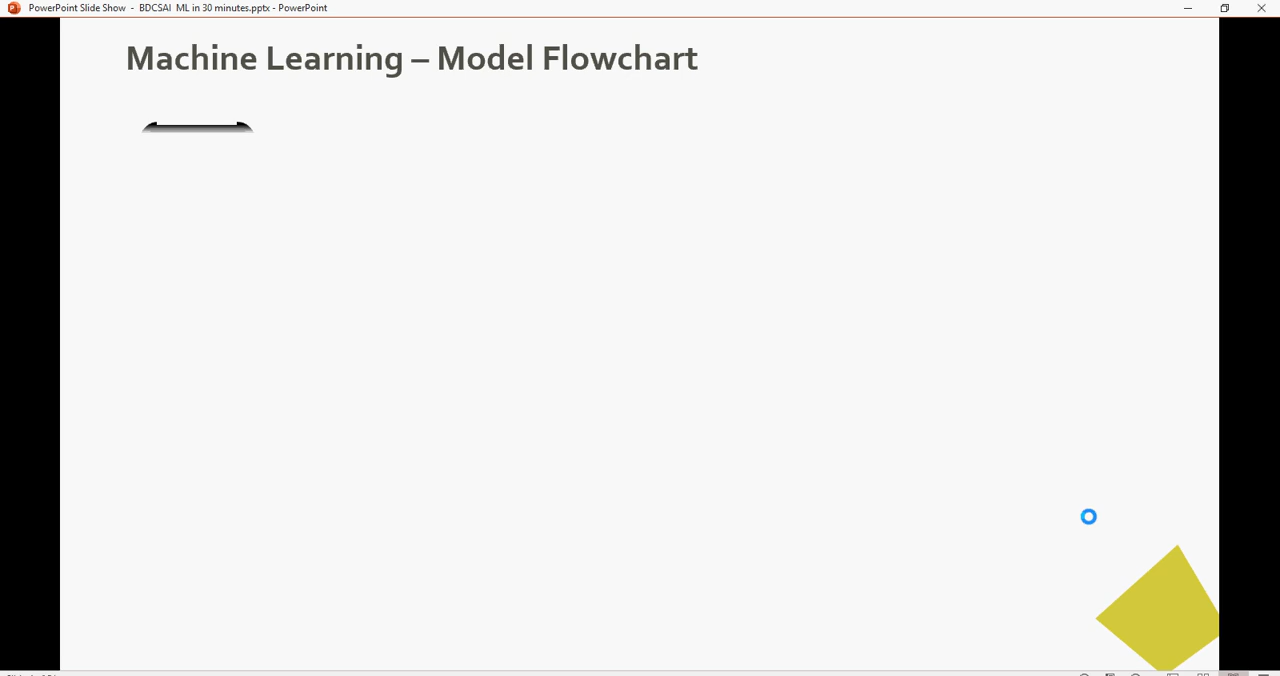 PowerPoint Slide Show - BDCSAI ML in 30 minutes.pptx - PowerPoint
Machine Learning – Model Flowchart